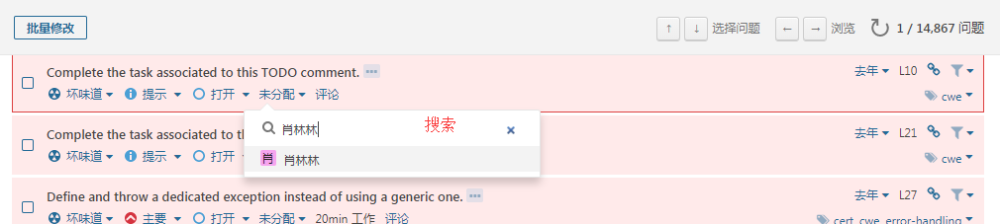 批量修改 ↑ ↓ 选择问题 ← → 浏览 1 / 14,867 问题
Complete the task associated to this TODO comment. 去年 L10
坏味道 提示 打开 未分配 评论 cwe
肖林林 搜索 ×
Complete the task associated to th 去年 L21
坏味道 提示 打开 肖 肖林林 cwe
Define and throw a dedicated exception instead of using a generic one. 去年 L27
坏味道 主要 打开 未分配 20min 工作 评论 cert, cwe, error-handling